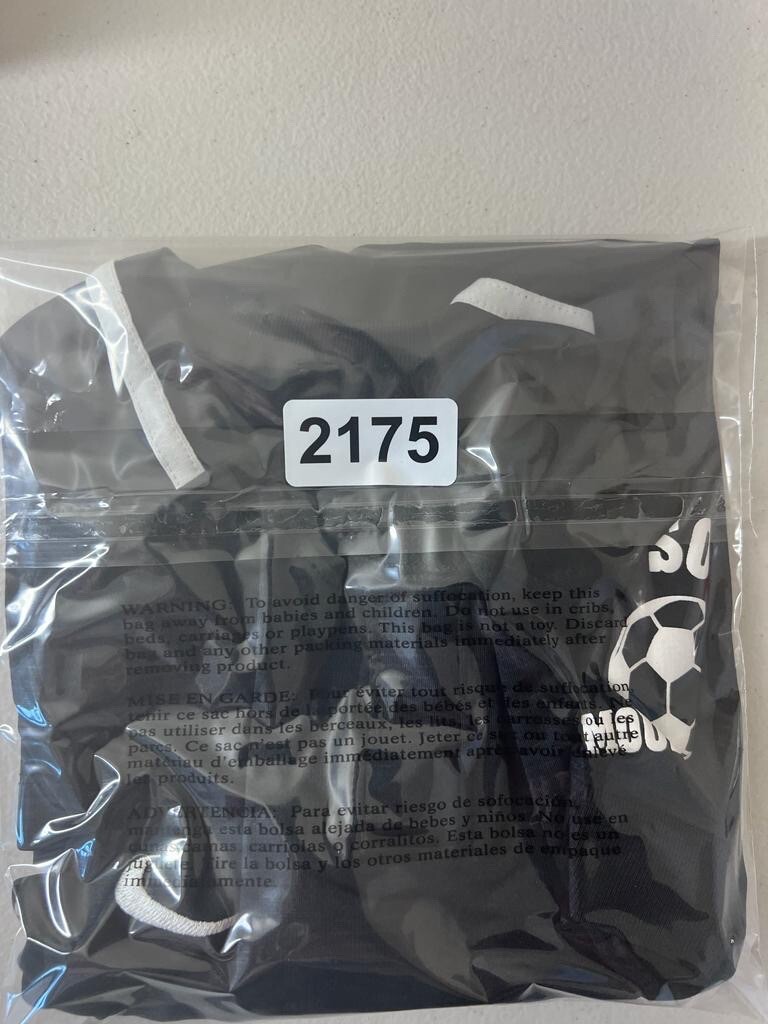 2175
WARNING: To avoid danger of suffocation, keep this
bag away from babies and children. Do not use in cribs,
beds, carriages or playpens. This bag is not a toy. Discard
bag and any other packing materials immediately after
removing product.
MISE EN GARDE: Pour éviter tout risque de suffocation,
tenir ce sac hors de la portée des bébés et des enfants. Ne
pas utiliser dans les berceaux, les lits, les carrosses ou les
parcs. Ce sac n'est pas un jouet. Jeter ce sac ou tout autre
matériau d'emballage immédiatement après avoir enlevé
les produits.
ADVERTENCIA: Para evitar riesgo de sofocación,
mantenga esta bolsa alejada de bebes y niños. No use en
cunas, camas, carriolas o corralitos. Esta bolsa no es un
juguete. Tire la bolsa y los otros materiales de empaque
immediatamente.